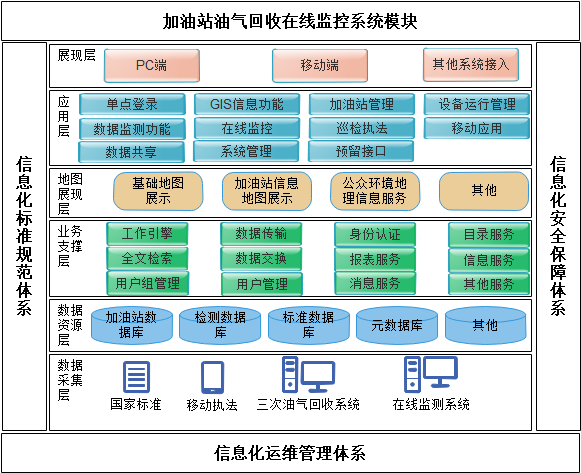 加油站油气回收在线监控系统模块
信息化标准规范体系
信息化安全保障体系
展现层
PC端
移动端
其他系统接入
应用层
单点登录
GIS信息功能
加油站管理
设备运行管理
数据监测功能
在线监控
巡检执法
移动应用
数据共享
系统管理
预留接口
地图
展现
层
基础地图
展示
加油站信息
地图展示
公众环境地
理信息服务
其他
业务
支撑
层
工作引擎
数据传输
身份认证
目录服务
全文检索
数据交换
报表服务
信息服务
用户组管理
用户管理
消息服务
其他服务
数据
资源
层
加油站数
据库
检测数据
库
标准数据
库
元数据库
其他
数据
采集
层
国家标准
移动执法
三次油气回收系统
在线监测系统
信息化运维管理体系